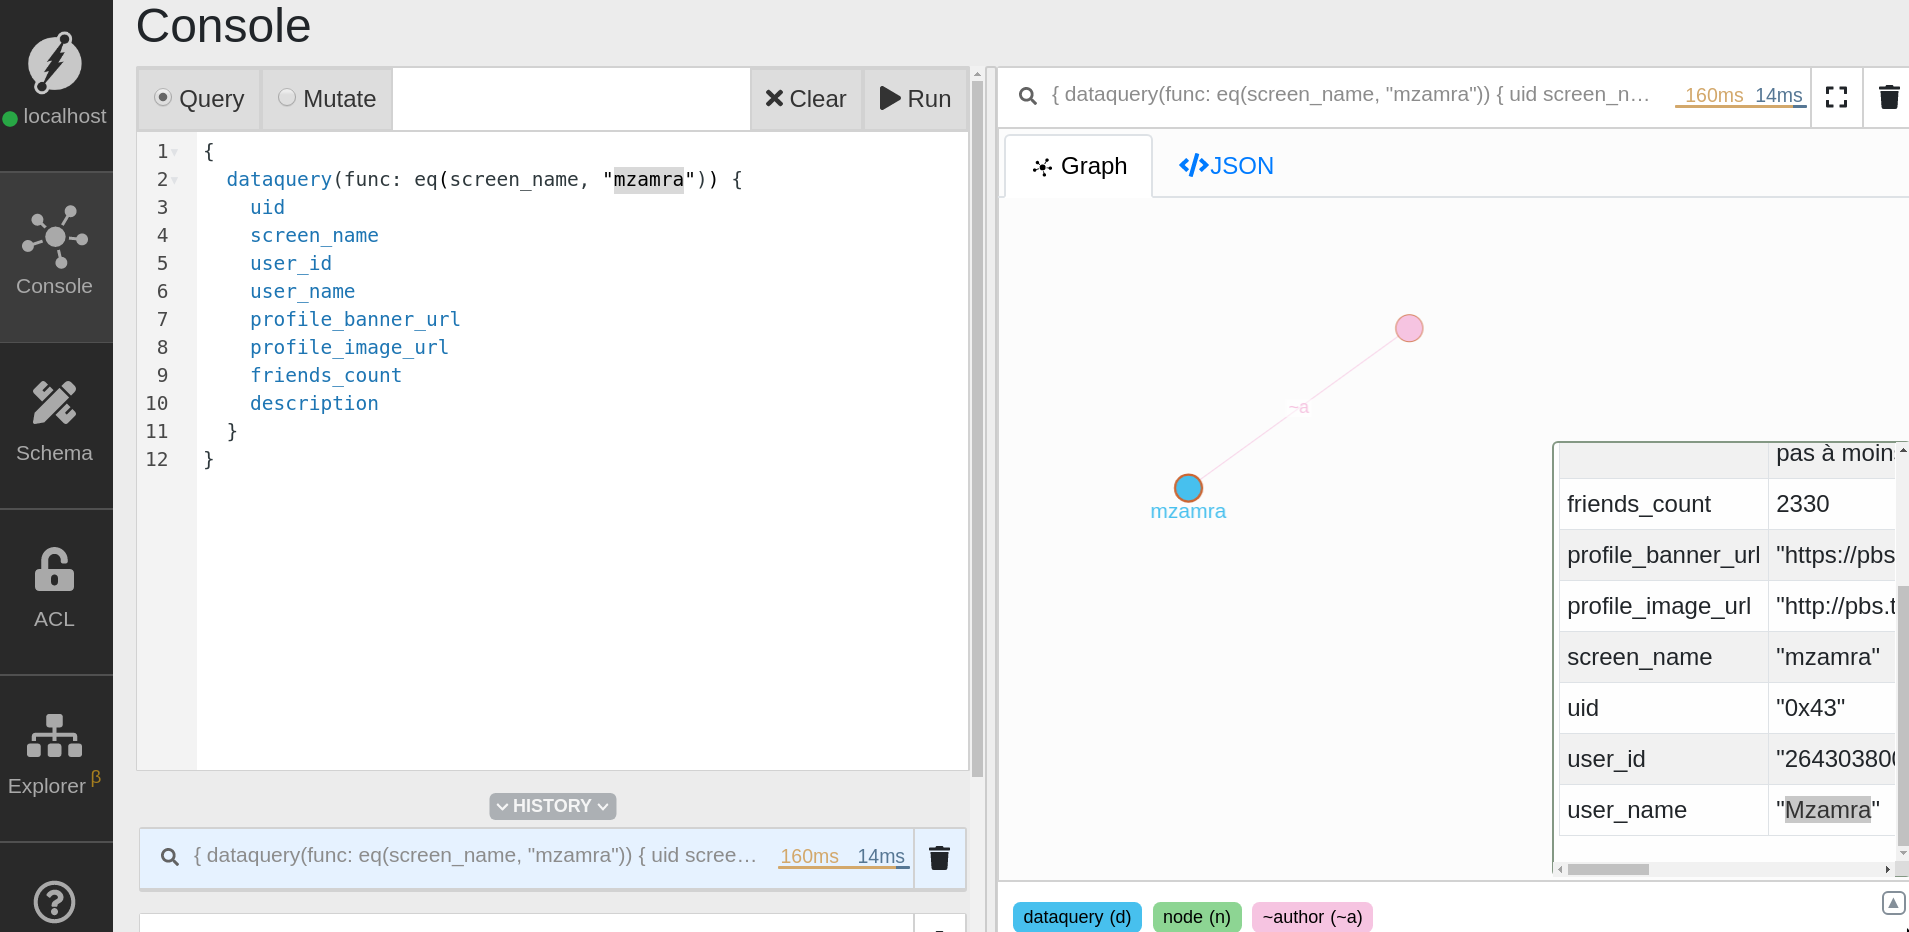 Console
localhost
Console
Schema
ACL
Explorer β
Query
Mutate
Clear
Run
1 {
2 dataquery(func: eq(screen_name, "mzamra")) {
3 uid
4 screen_name
5 user_id
6 user_name
7 profile_banner_url
8 profile_image_url
9 friends_count
10 description
11 }
12 }
HISTORY
{ dataquery(func: eq(screen_name, "mzamra")) { uid scree… 160ms 14ms
{ dataquery(func: eq(screen_name, "mzamra")) { uid screen_n… 160ms 14ms
Graph
JSON
~a
mzamra
pas à moin
friends_count 2330
profile_banner_url "https://pbs
profile_image_url "http://pbs.t
screen_name "mzamra"
uid "0x43"
user_id "264303800
user_name "Mzamra"
dataquery (d) node (n) ~author (~a)